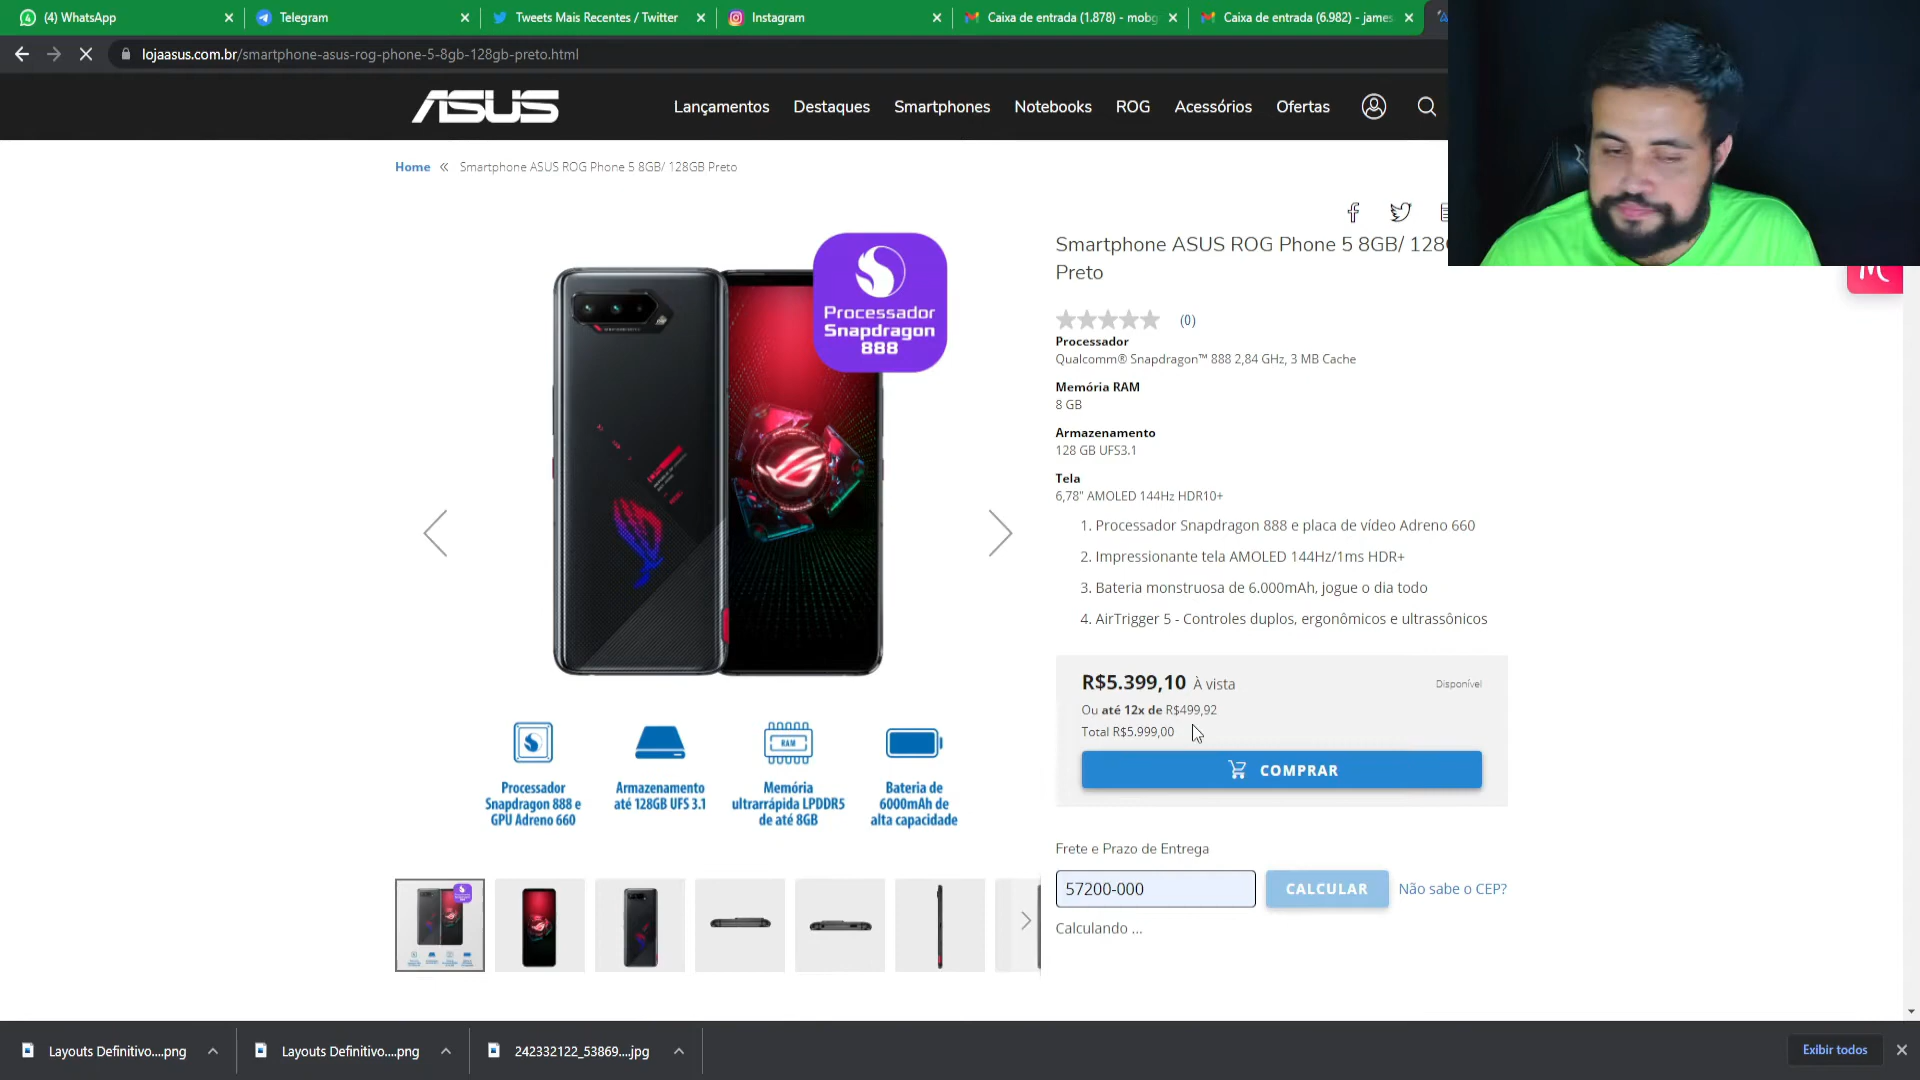 (4) WhatsApp
Telegram
Tweets Mais Recentes / Twitter
Instagram
Caixa de entrada (1.878) - mobg
Caixa de entrada (6.982) - james
lojaasus.com.br/smartphone-asus-rog-phone-5-8gb-128gb-preto.html
ASUS
Lançamentos
Destaques
Smartphones
Notebooks
ROG
Acessórios
Ofertas
Home « Smartphone ASUS ROG Phone 5 8GB/ 128GB Preto
Processador
Snapdragon
888
Smartphone ASUS ROG Phone 5 8GB/ 128
Preto
(0)
Processador
Qualcomm® Snapdragon™ 888 2,84 GHz, 3 MB Cache
Memória RAM
8 GB
Armazenamento
128 GB UFS3.1
Tela
6,78" AMOLED 144Hz HDR10+
1. Processador Snapdragon 888 e placa de vídeo Adreno 660
2. Impressionante tela AMOLED 144Hz/1ms HDR+
3. Bateria monstruosa de 6.000mAh, jogue o dia todo
4. AirTrigger 5 - Controles duplos, ergonômicos e ultrassônicos
R$5.399,10 À vista
Disponível
Ou até 12x de R$499,92
Total R$5.999,00
COMPRAR
RAM
Processador
Snapdragon 888 e
GPU Adreno 660
Armazenamento
até 128GB UFS 3.1
Memória
ultrarrápida LPDDR5
de até 8GB
Bateria de
6000mAh de
alta capacidade
Frete e Prazo de Entrega
57200-000
CALCULAR
Não sabe o CEP?
Calculando ...
Layouts Definitivo....png
Layouts Definitivo....png
242332122_53869....jpg
Exibir todos